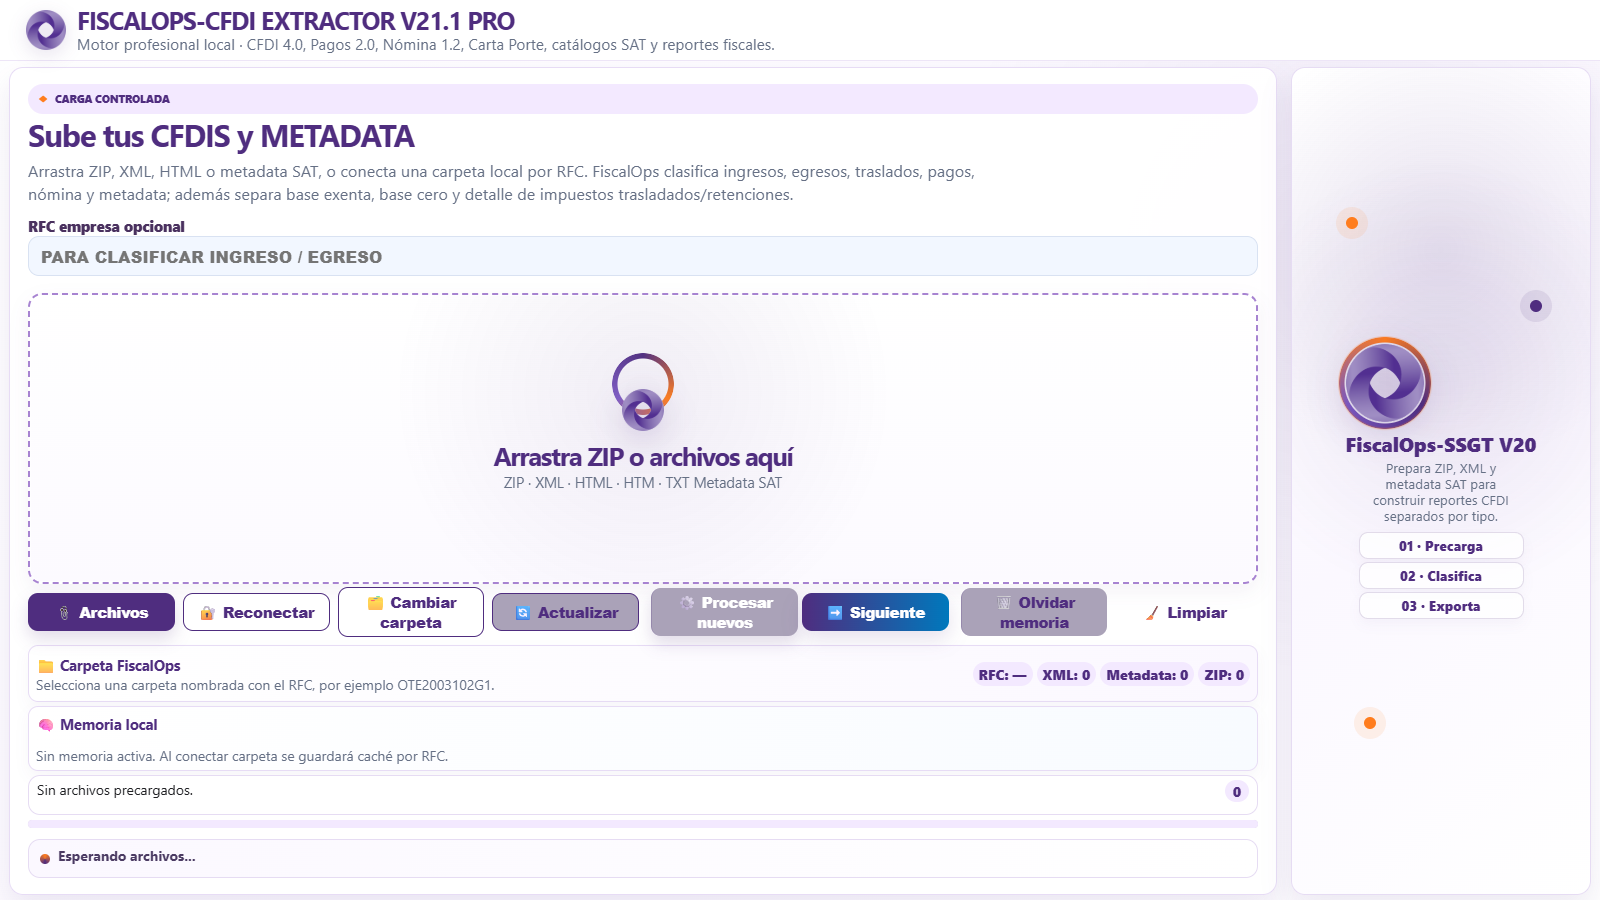 FISCALOPS-CFDI EXTRACTOR V21.1 PRO
Motor profesional local · CFDI 4.0, Pagos 2.0, Nómina 1.2, Carta Porte, catálogos SAT y reportes fiscales.
CARGA CONTROLADA
Sube tus CFDIS y METADATA
Arrastra ZIP, XML, HTML o metadata SAT, o conecta una carpeta local por RFC. FiscalOps clasifica ingresos, egresos, traslados, pagos,
nómina y metadata; además separa base exenta, base cero y detalle de impuestos trasladados/retenciones.
RFC empresa opcional
PARA CLASIFICAR INGRESO / EGRESO
Arrastra ZIP o archivos aquí
ZIP · XML · HTML · HTM · TXT Metadata SAT
Archivos
Reconectar
Cambiar
carpeta
Actualizar
Procesar
nuevos
Siguiente
Olvidar
memoria
Limpiar
Carpeta FiscalOps
Selecciona una carpeta nombrada con el RFC, por ejemplo OTE2003102G1.
RFC: —
XML: 0
Metadata: 0
ZIP: 0
Memoria local
Sin memoria activa. Al conectar carpeta se guardará caché por RFC.
Sin archivos precargados.
0
Esperando archivos...
FiscalOps-SSGT V20
Prepara ZIP, XML y
metadata SAT para
construir reportes CFDI
separados por tipo.
01 · Precarga
02 · Clasifica
03 · Exporta